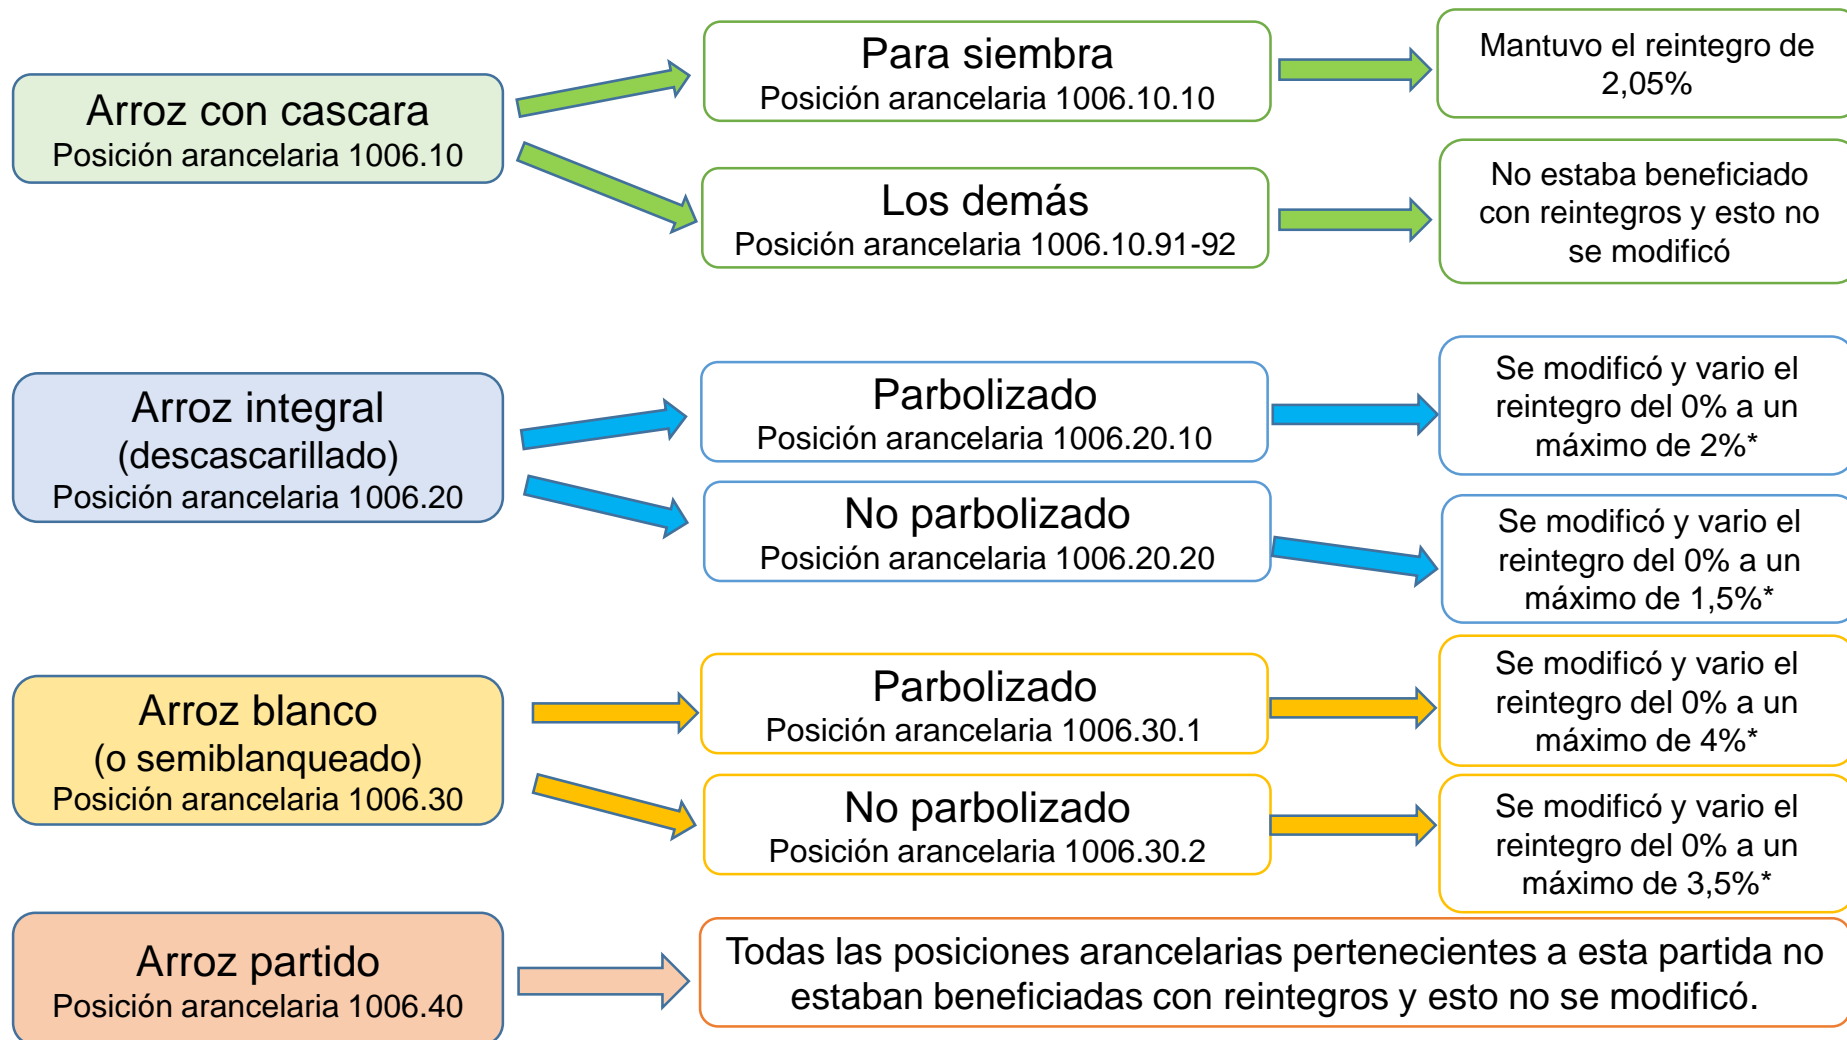 Arroz con cascara
Posición arancelaria 1006.10
Para siembra
Posición arancelaria 1006.10.10
Mantuvo el reintegro de
2,05%
Los demás
Posición arancelaria 1006.10.91-92
No estaba beneficiado
con reintegros y esto no
se modificó
Arroz integral
(descascarillado)
Posición arancelaria 1006.20
Parbolizado
Posición arancelaria 1006.20.10
Se modificó y vario el
reintegro del 0% a un
máximo de 2%*
No parbolizado
Posición arancelaria 1006.20.20
Se modificó y vario el
reintegro del 0% a un
máximo de 1,5%*
Arroz blanco
(o semiblanqueado)
Posición arancelaria 1006.30
Parbolizado
Posición arancelaria 1006.30.1
Se modificó y vario el
reintegro del 0% a un
máximo de 4%*
No parbolizado
Posición arancelaria 1006.30.2
Se modificó y vario el
reintegro del 0% a un
máximo de 3,5%*
Arroz partido
Posición arancelaria 1006.40
Todas las posiciones arancelarias pertenecientes a esta partida no
estaban beneficiadas con reintegros y esto no se modificó.